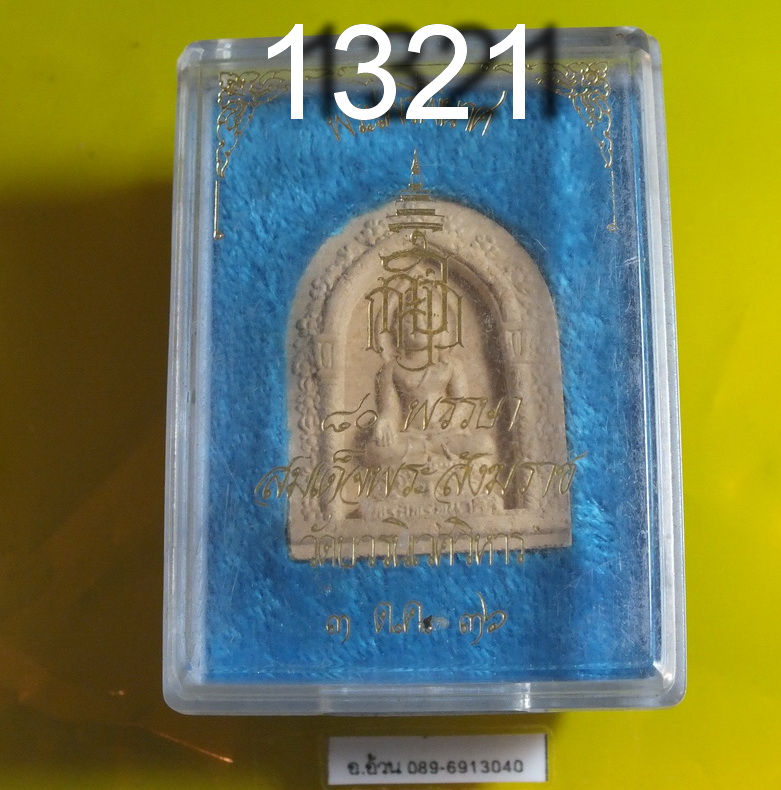 1321
๘๐ พรรษา
สมเด็จพระสังฆราช
วัดบวรนิเวศวิหาร
๓ ต.ค. ๓๖
อ.อ้วน 089-6913040